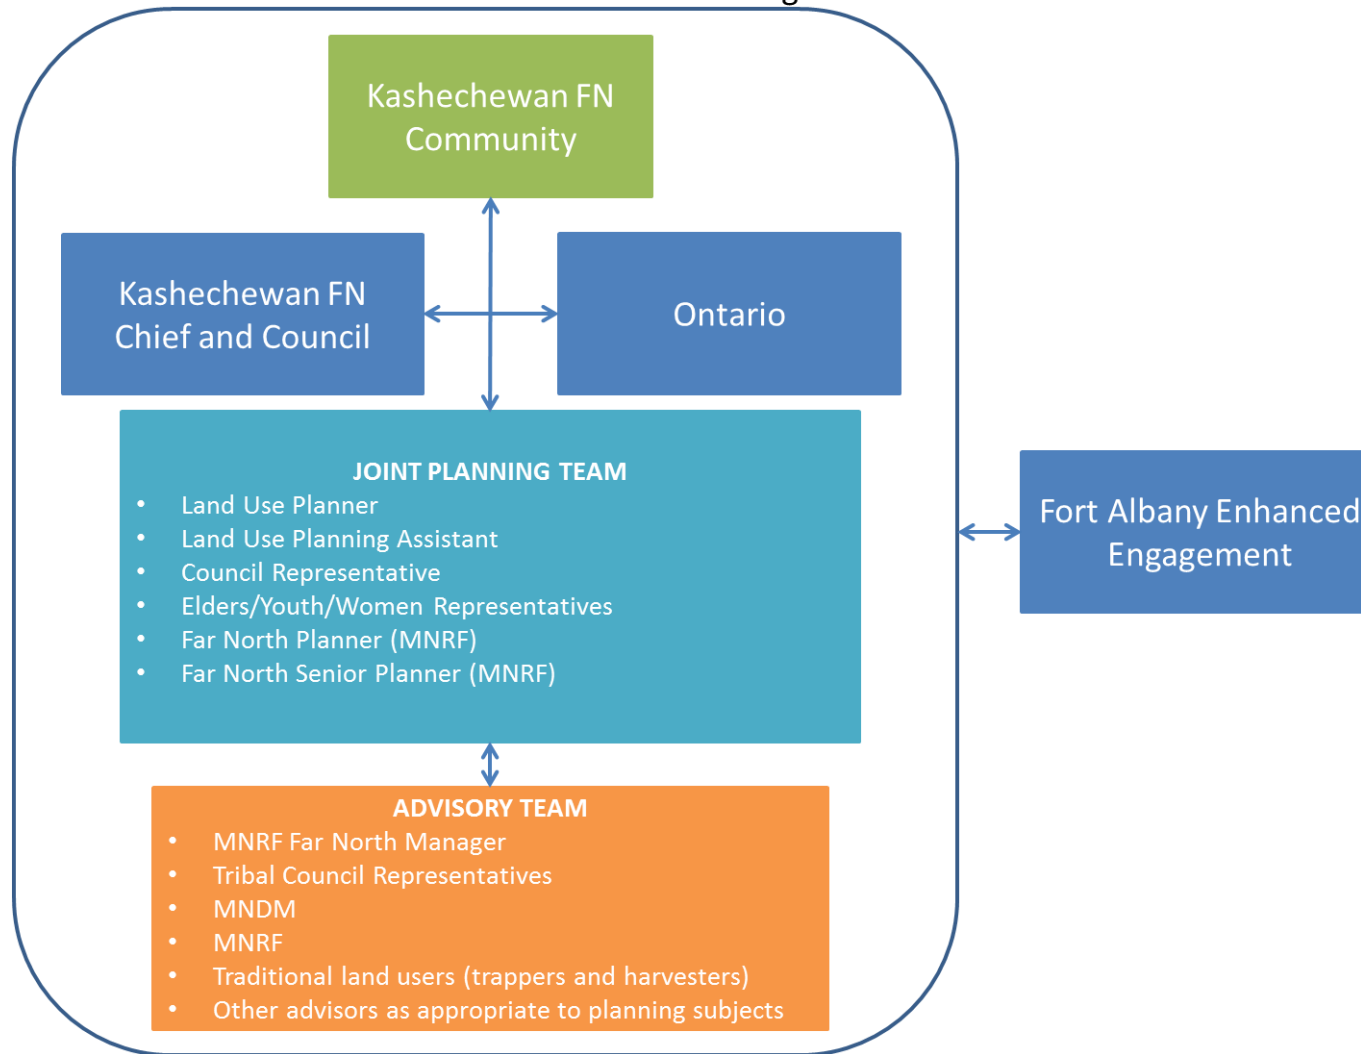 Kashechewan FN
Community
Kashechewan FN
Chief and Council
Ontario
JOINT PLANNING TEAM
• Land Use Planner
• Land Use Planning Assistant
• Council Representative
• Elders/Youth/Women Representatives
• Far North Planner (MNRF)
• Far North Senior Planner (MNRF)
Fort Albany Enhanced
Engagement
ADVISORY TEAM
• MNRF Far North Manager
• Tribal Council Representatives
• MNDM
• MNRF
• Traditional land users (trappers and harvesters)
• Other advisors as appropriate to planning subjects